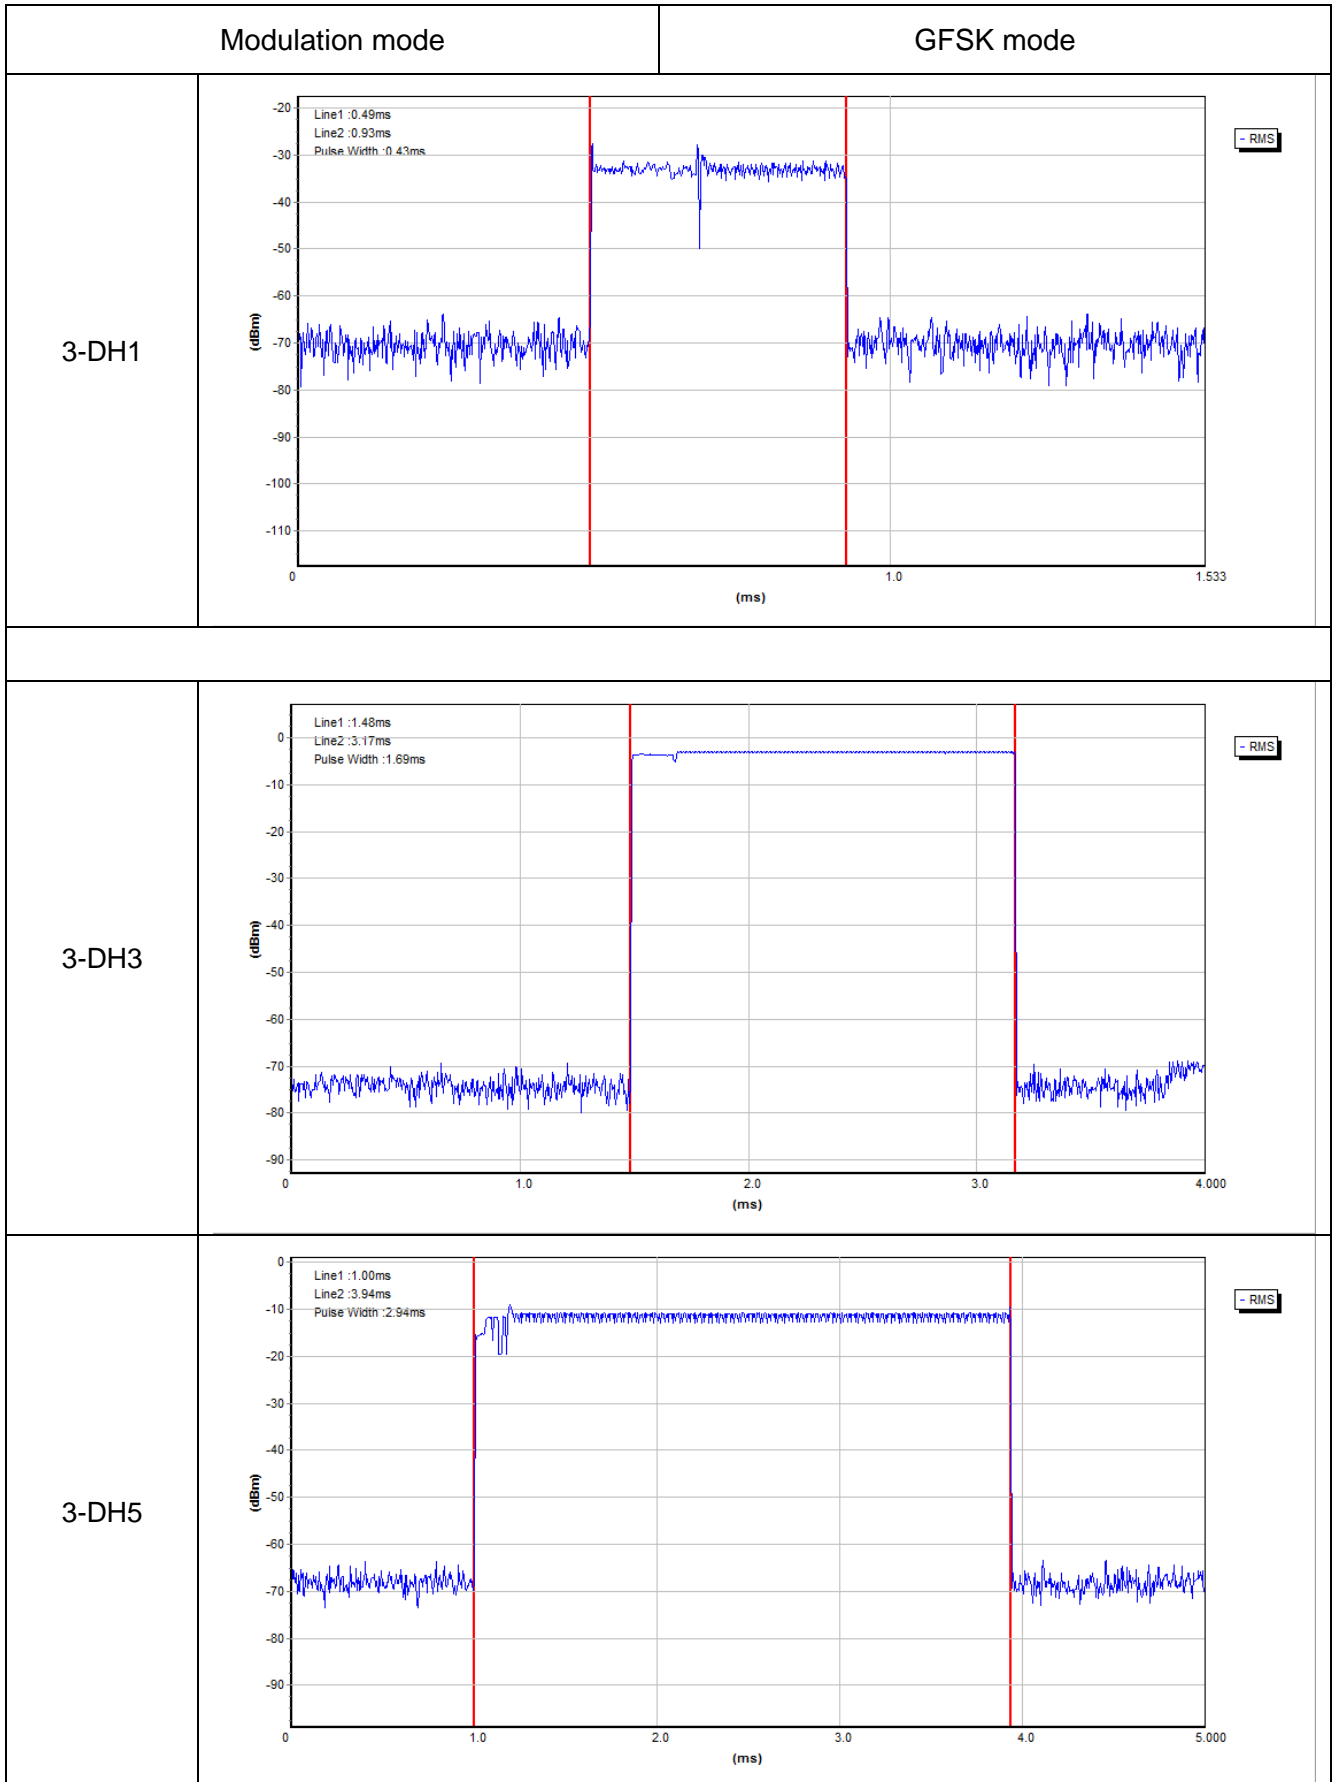 Modulation mode
GFSK mode
3-DH1
Line1 :0.49ms
Line2 :0.93ms
Pulse Width :0.43ms
- RMS
-20
-30
-40
-50
-60
-70
-80
-90
-100
-110
(dBm)
0
1.0
1.533
(ms)
3-DH3
Line1 :1.48ms
Line2 :3.17ms
Pulse Width :1.69ms
- RMS
0
-10
-20
-30
-40
-50
-60
-70
-80
-90
(dBm)
0
1.0
2.0
3.0
4.000
(ms)
3-DH5
Line1 :1.00ms
Line2 :3.94ms
Pulse Width :2.94ms
- RMS
0
-10
-20
-30
-40
-50
-60
-70
-80
-90
(dBm)
0
1.0
2.0
3.0
4.0
5.000
(ms)